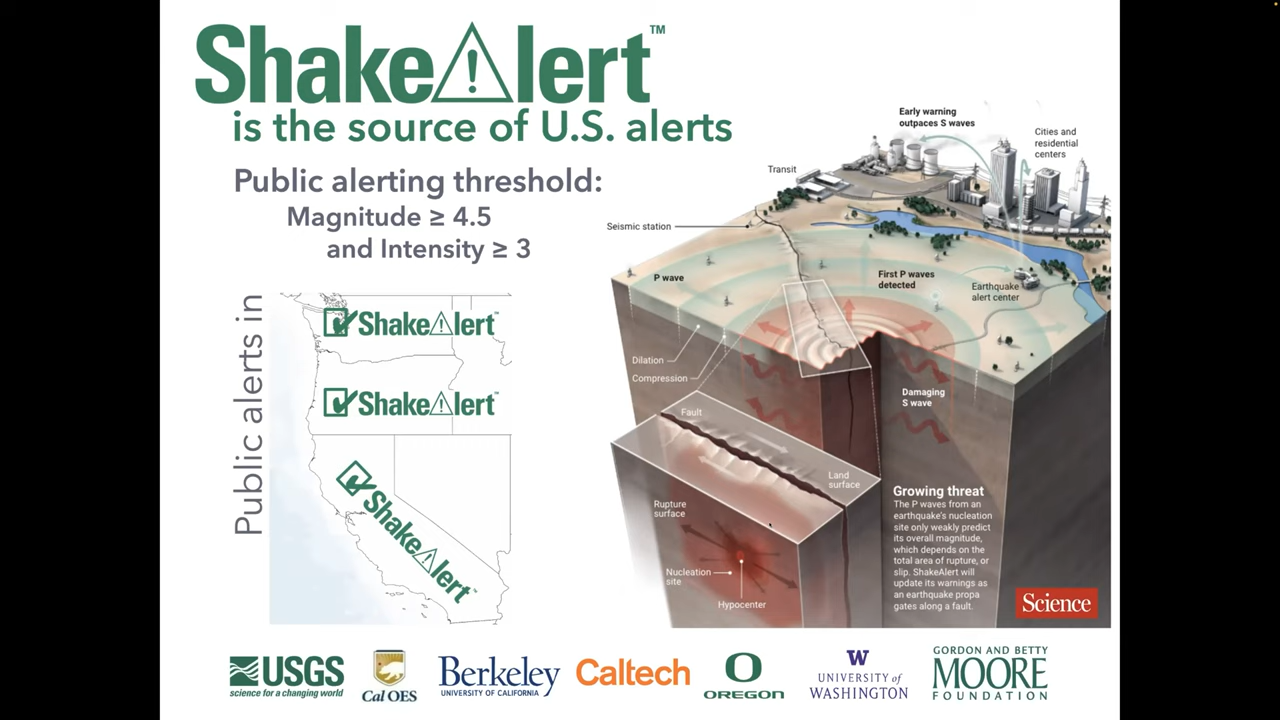 ShakeAlert™
is the source of U.S. alerts
Public alerting threshold:
Magnitude ≥ 4.5
and Intensity ≥ 3
Public alerts in
ShakeAlert™
ShakeAlert™
ShakeAlert™
Early warning
outpaces S waves
Cities and
residential
centers
Transit
Seismic station
P wave
First P waves
detected
Earthquake
alert center
Dilation
Compression
Damaging
S wave
Fault
Land
surface
Rupture
surface
Nucleation
site
Hypocenter
Growing threat
The P waves from an
earthquake's nucleation
site only weakly predict
its overall magnitude,
which depends on the
total area of rupture, or
slip. ShakeAlert will
update its warnings as
an earthquake propa
gates along a fault.
Science
USGS
science for a changing world
Cal OES
Berkeley
UNIVERSITY OF CALIFORNIA
Caltech
O
OREGON
W
UNIVERSITY of
WASHINGTON
GORDON AND BETTY
MOORE
FOUNDATION